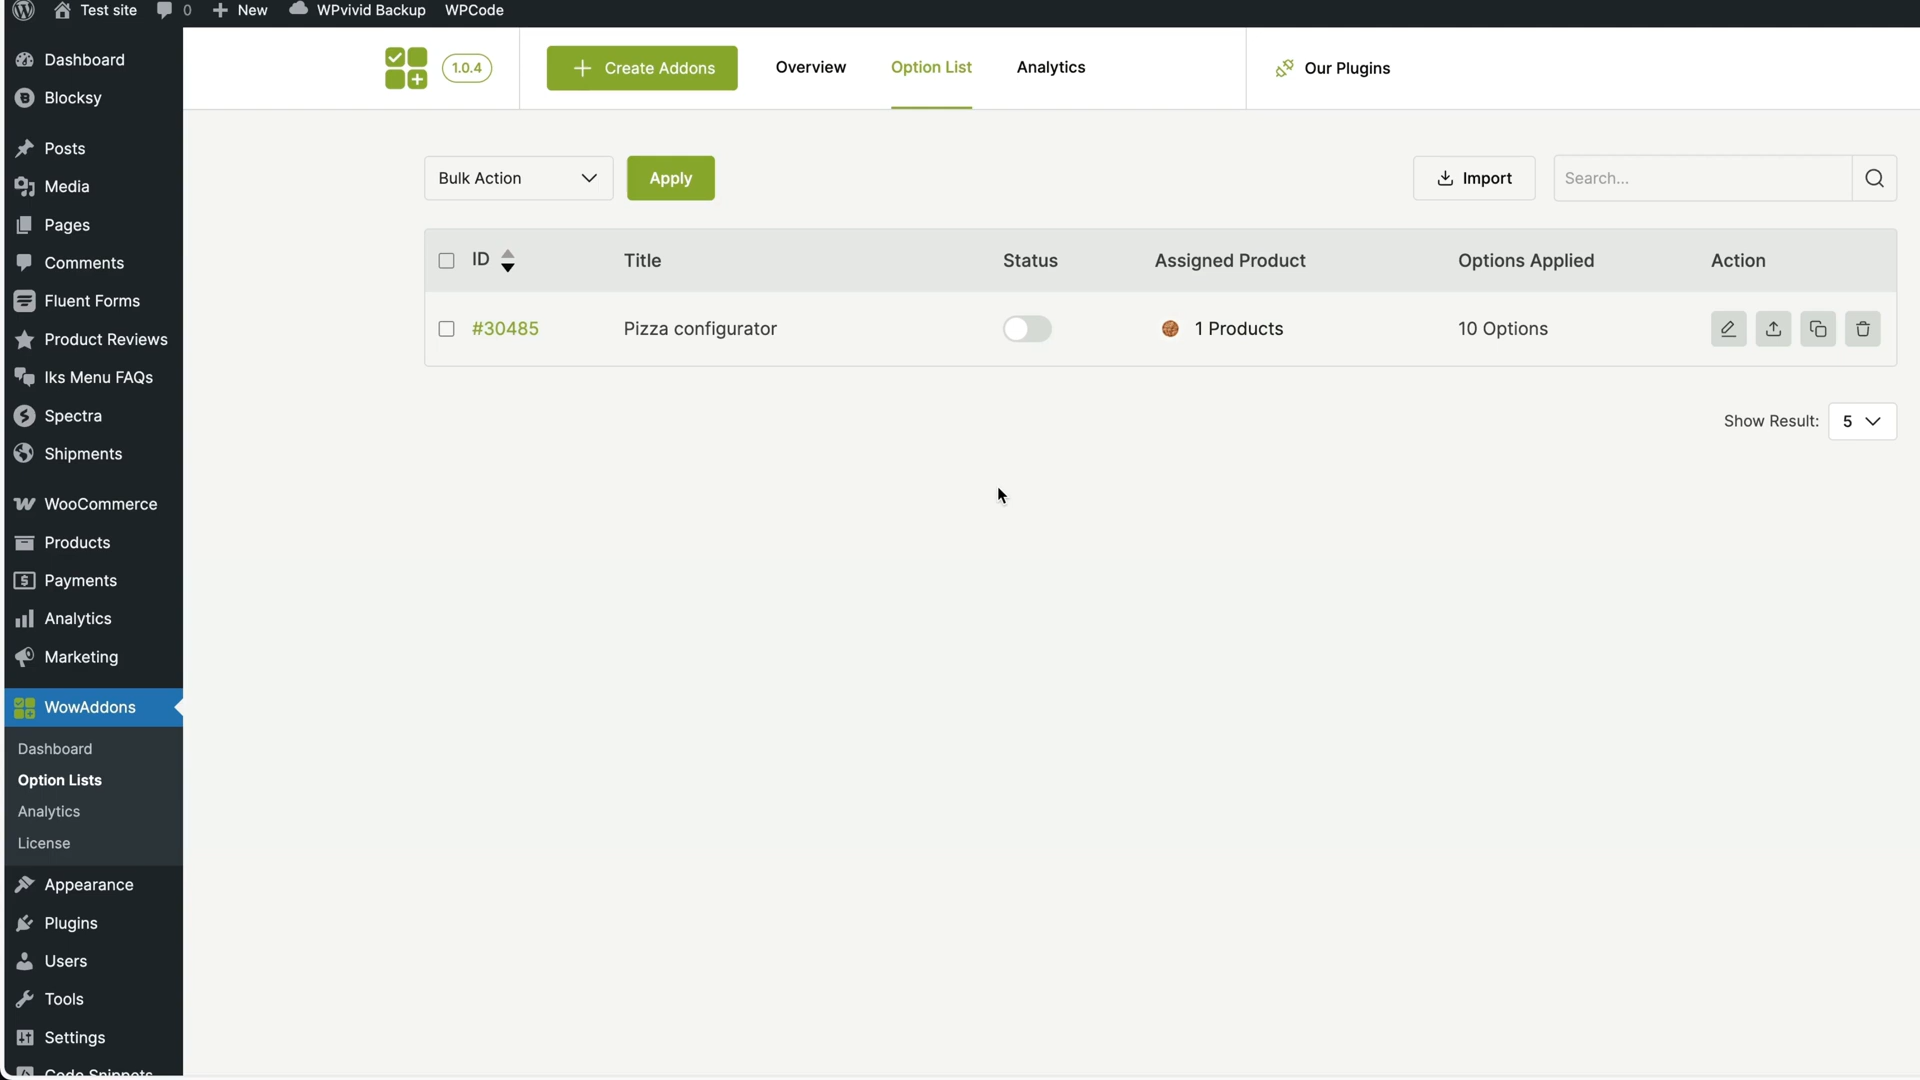 Test site
0
New
WPvivid Backup
WPCode
Dashboard
Blocksy
Posts
Media
Pages
Comments
Fluent Forms
Product Reviews
Iks Menu FAQs
Spectra
Shipments
WooCommerce
Products
Payments
Analytics
Marketing
WowAddons
Dashboard
Option Lists
Analytics
License
Appearance
Plugins
Users
Tools
Settings
Code Snippets
1.0.4
Create Addons
Overview
Option List
Analytics
Our Plugins
Bulk Action
Apply
Import
Search...
ID
Title
Status
Assigned Product
Options Applied
Action
#30485
Pizza configurator
1 Products
10 Options
Show Result:
5